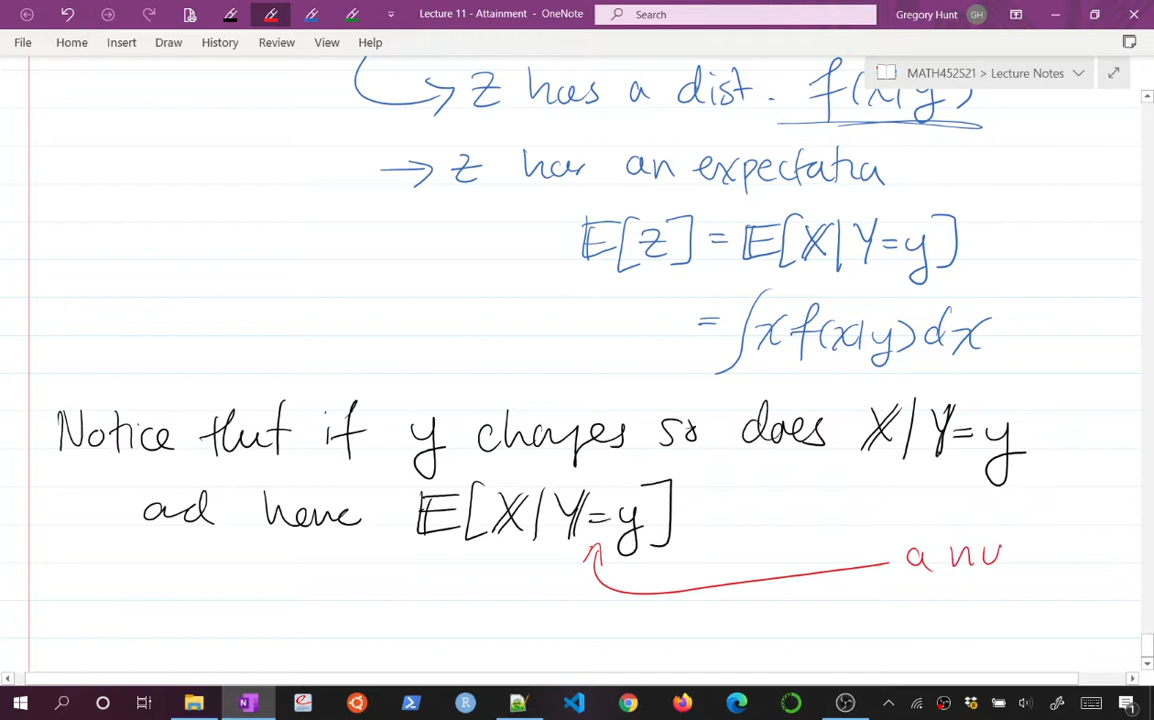 Lecture 11 - Attainment - OneNote
Search
Gregory Hunt GH
File Home Insert Draw History Review View Help
MATH452S21 > Lecture Notes
Z has a dist. f(x|y)
→ Z has an expectation
E[Z] = E[X|Y=y]
= ∫x f(x|y) dx
Notice that if y changes so does X|Y=y
and hence E[X|Y=y]
a nu